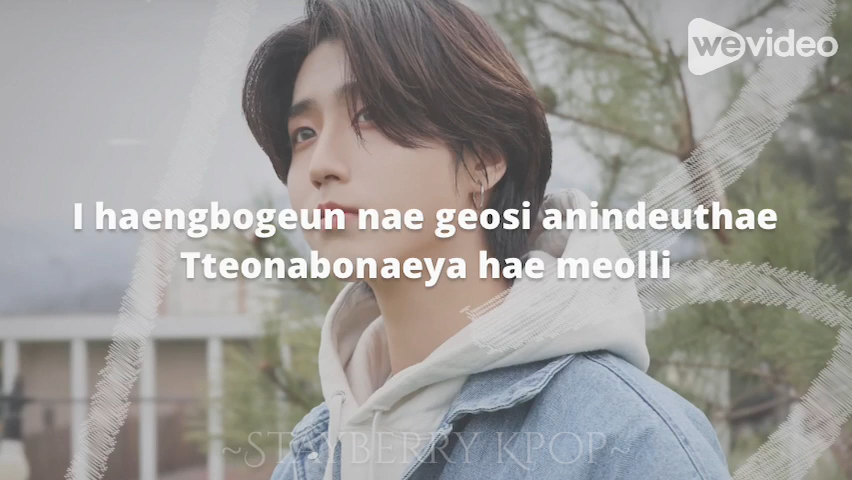 wevideo
I haengbogeun nae geosi anindeuthae
Tteonabonaeya hae meolli
~STAYBERRY KPOP~